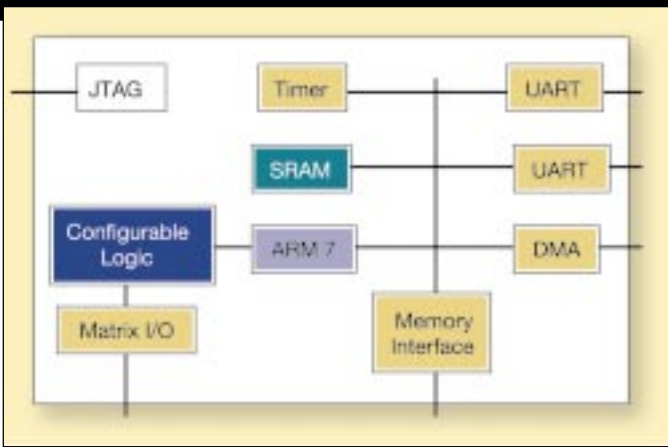 JTAG
Timer
UART
SRAM
UART
Configurable
Logic
ARM 7
DMA
Matrix I/O
Memory
Interface